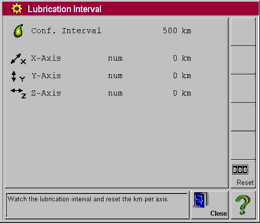 Lubrication Interval
Conf. Interval 500 km
X-Axis num 0 km
Y-Axis num 0 km
Z-Axis num 0 km
000
Reset
Watch the lubrication interval and reset the km per axis
Close
?